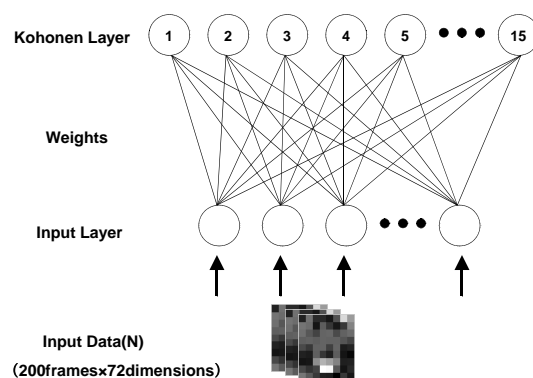 Kohonen Layer 1 2 3 4 5 ••• 15
Weights
Input Layer •••
Input Data(N)
(200frames×72dimensions)